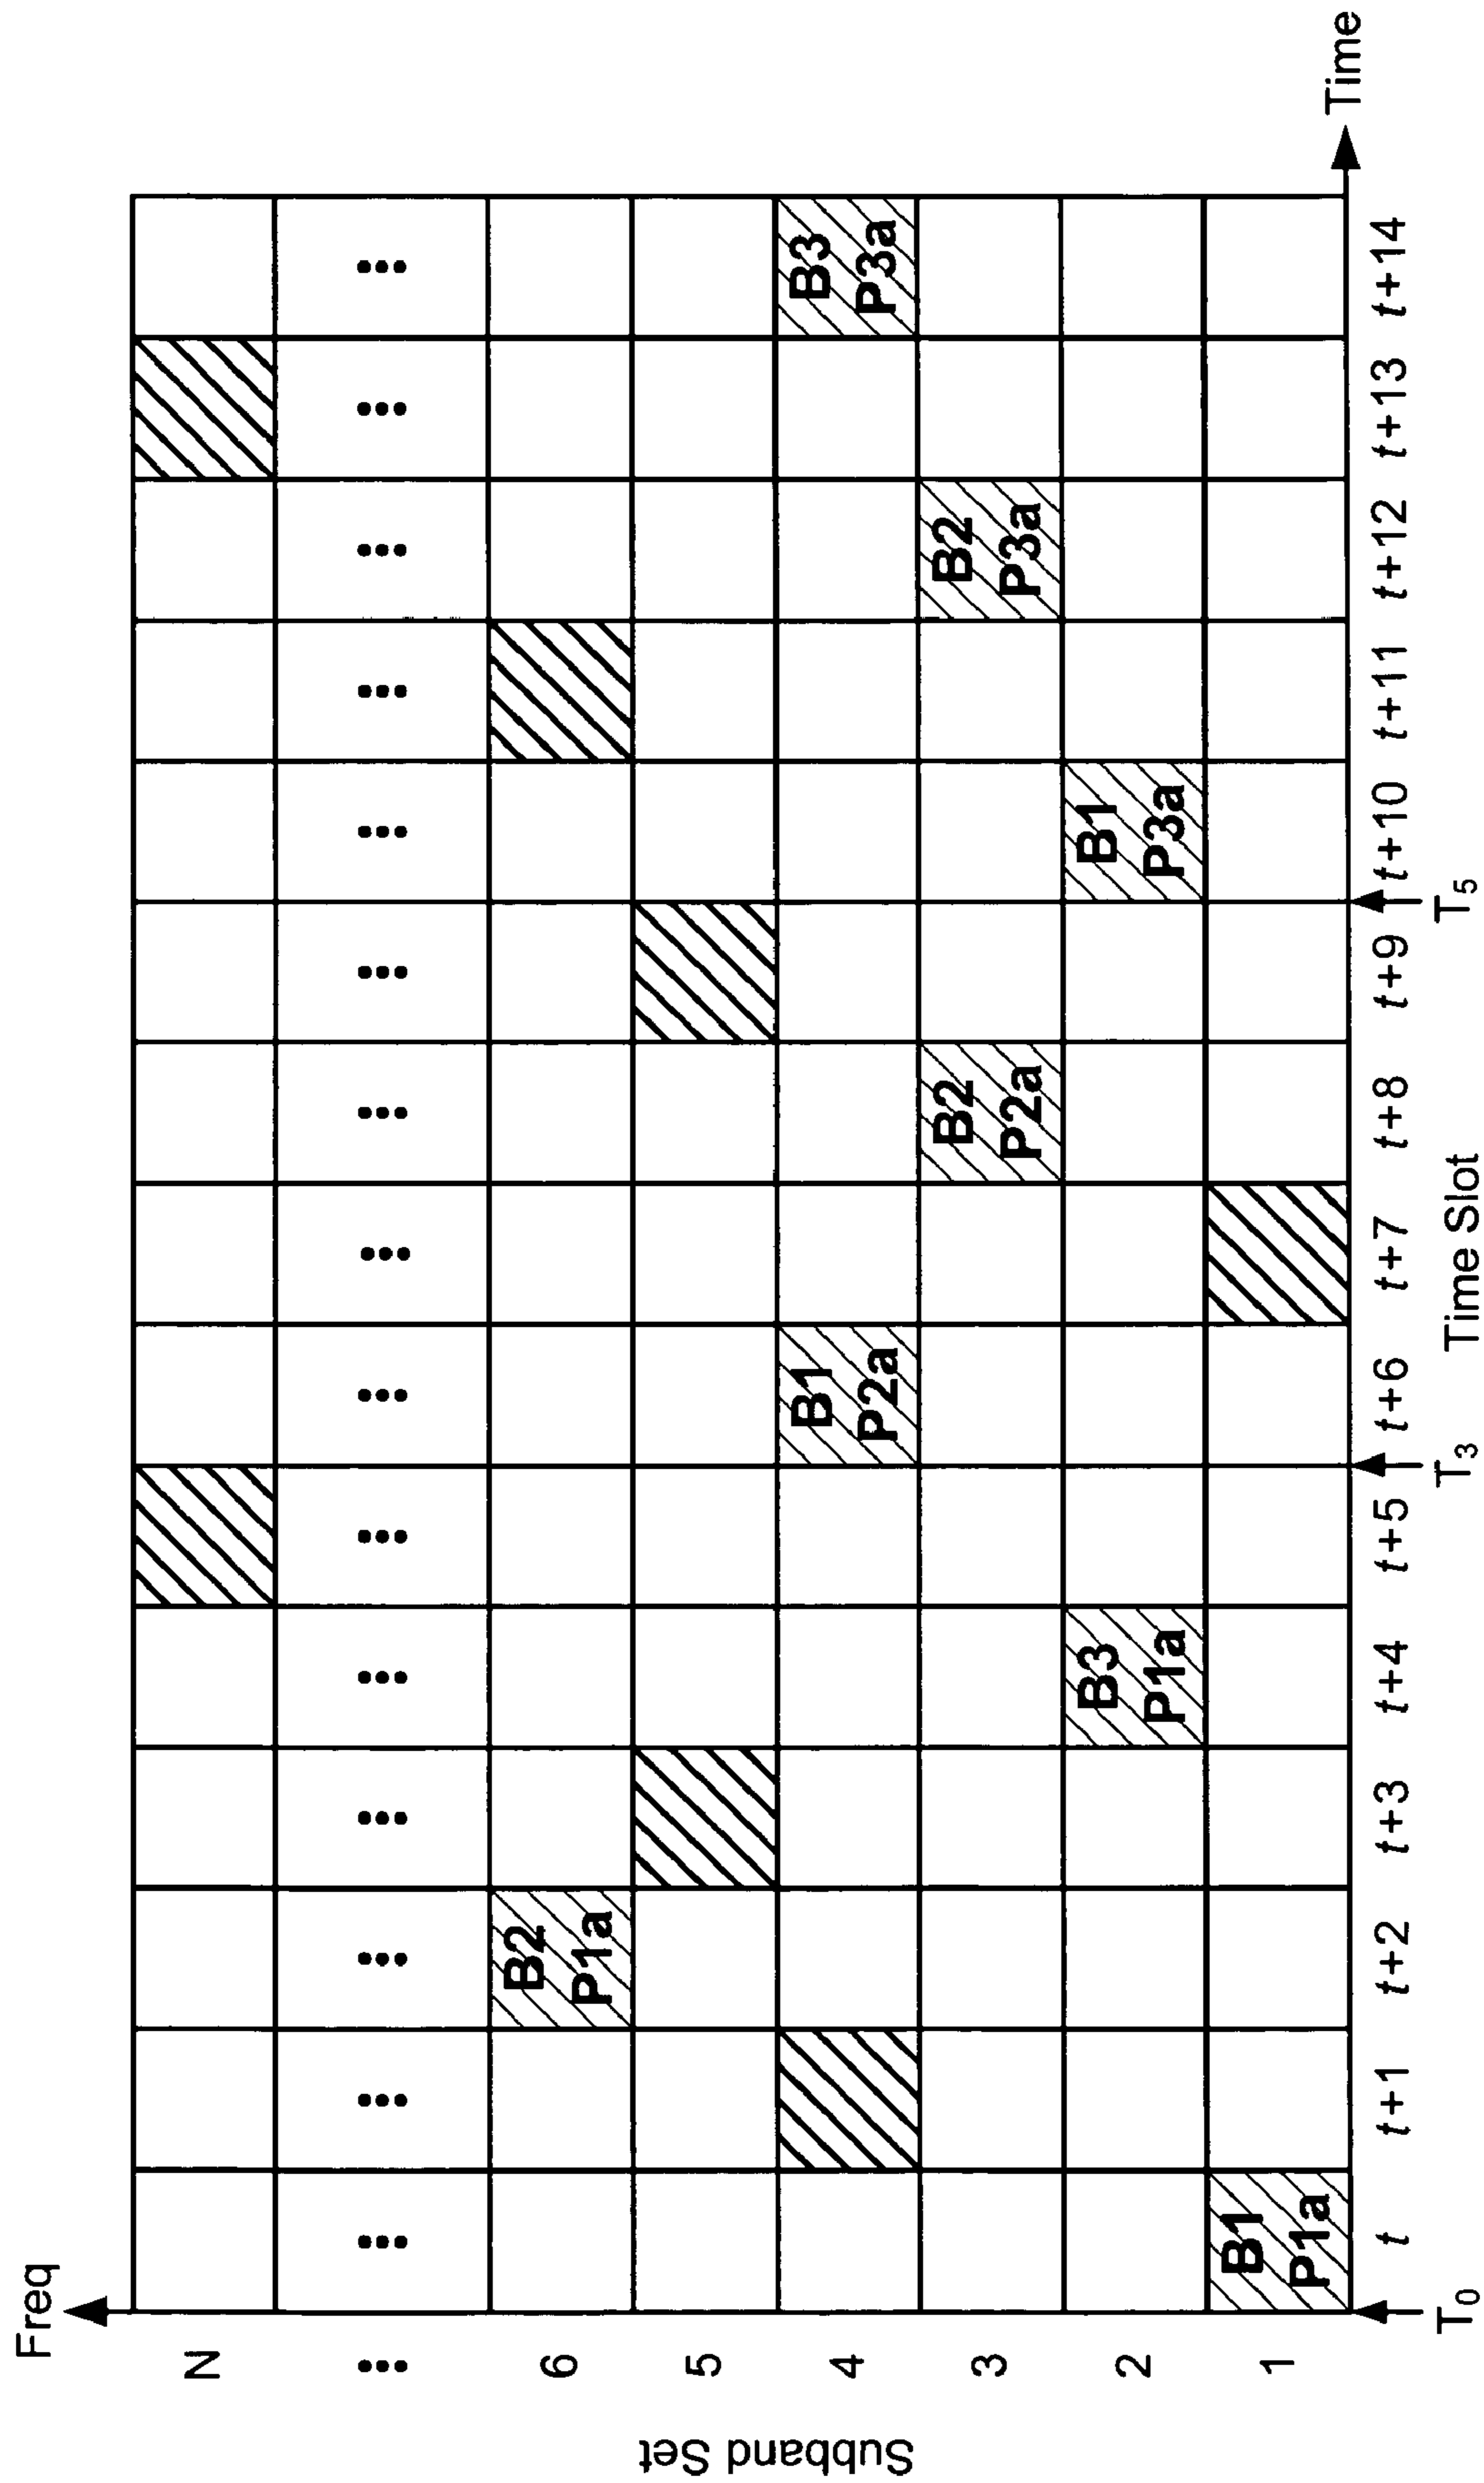 Freq
Subband Set
N ... ... ... ... ... ... ... ... ... ... ... ... ... ... ... ...
6
B2
P1a
5
4
B1
P2a
B3
P3a
3
B2
P2a
B2
P3a
2
B3
P1a
B1
P3a
1
B1
P1a
Time
t t+1 t+2 t+3 t+4 t+5 t+6 t+7 t+8 t+9 t+10 t+11 t+12 t+13 t+14
T0 T3 Time Slot T5